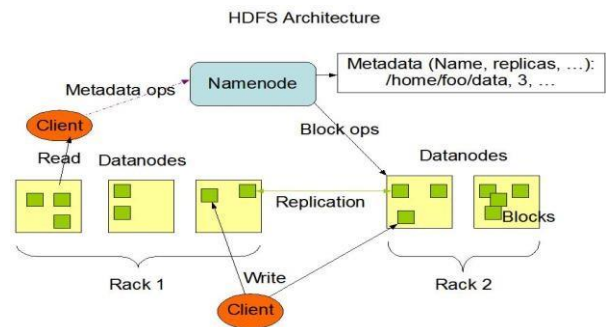 HDFS Architecture
Metadata (Name, replicas, …):
/home/foo/data, 3, …
Namenode
Metadata ops
Client
Block ops
Read
Datanodes
Datanodes
Replication
Blocks
Write
Rack 1
Rack 2
Client